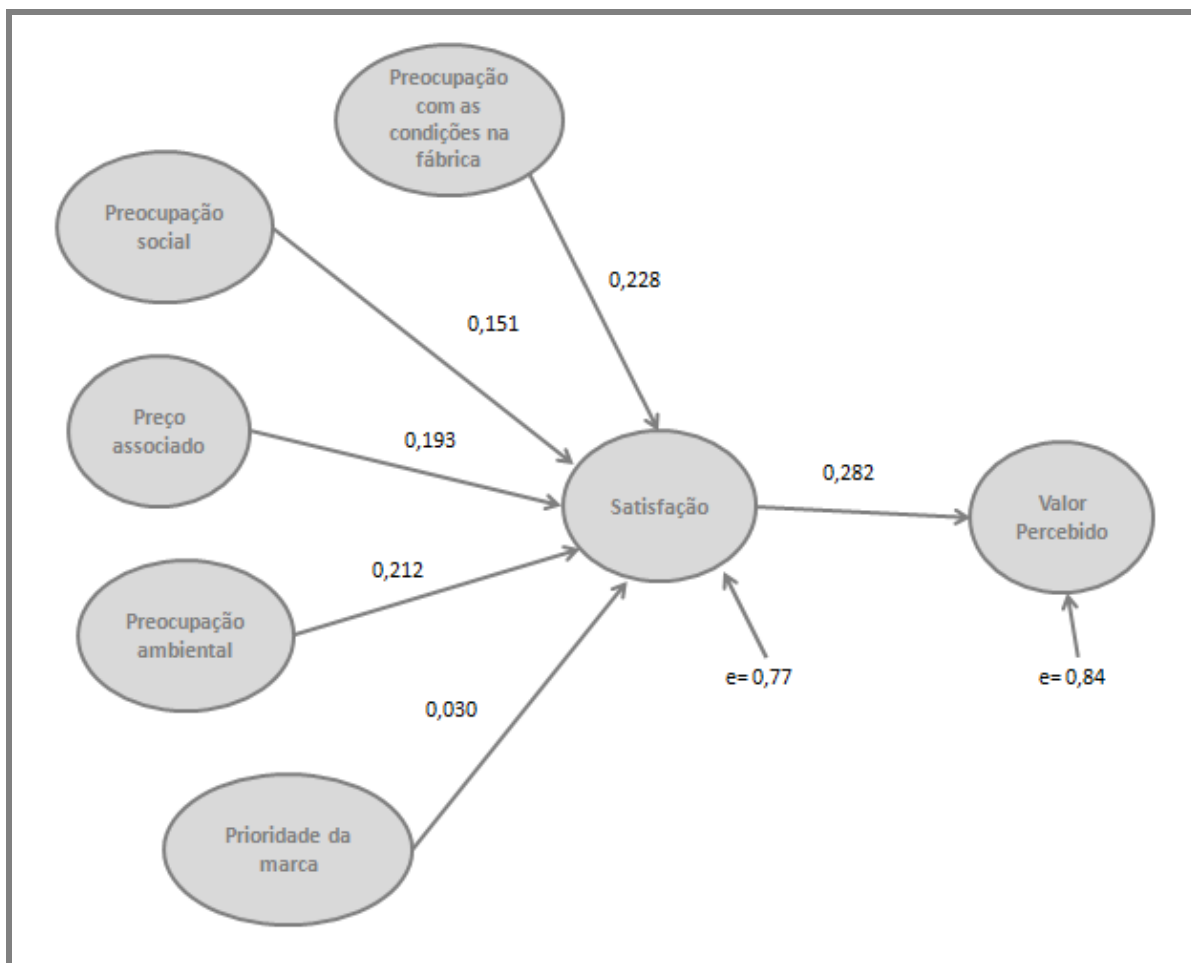 Preocupação
com as
condições na
fábrica
Preocupação
social
0,228
0,151
Preço
associado
0,193
Satisfação
0,282
Valor
Percebido
0,212
Preocupação
ambiental
e= 0,77
e= 0,84
0,030
Prioridade da
marca